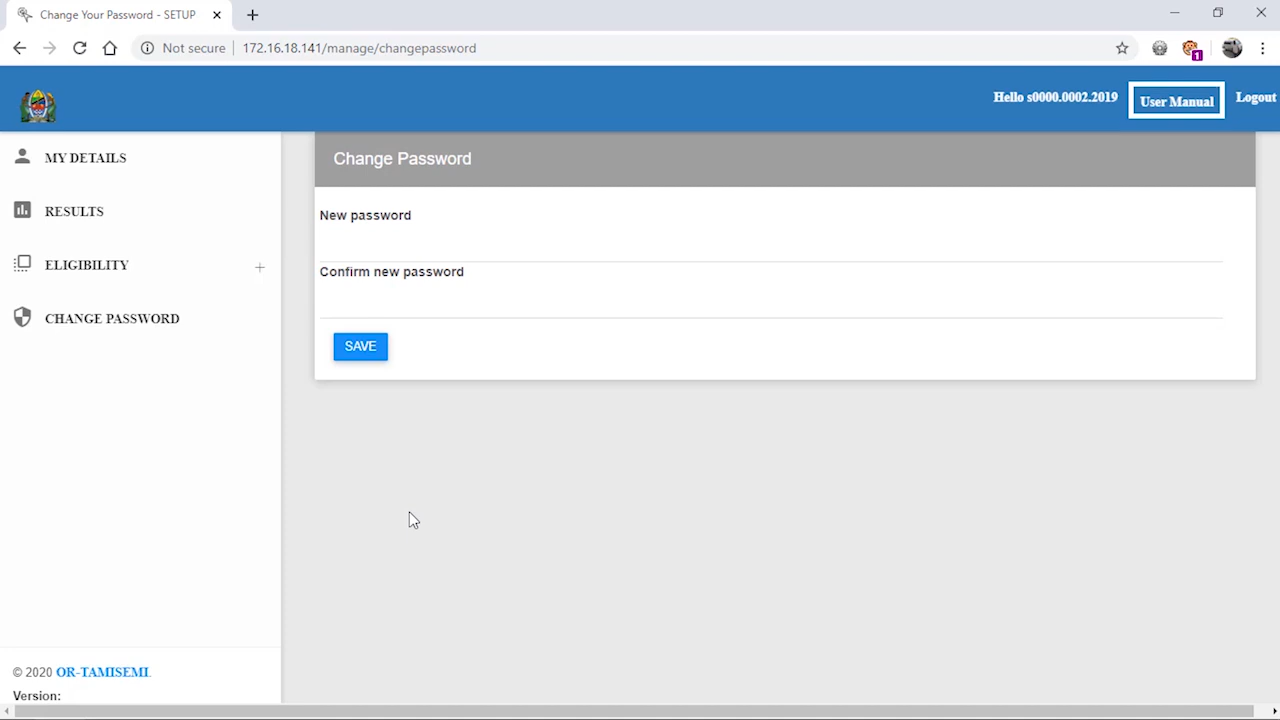 Change Your Password - SETUP
Not secure
172.16.18.141/manage/changepassword
1
Hello s0000.0002.2019
User Manual
Logout
MY DETAILS
RESULTS
ELIGIBILITY
CHANGE PASSWORD
Change Password
New password
Confirm new password
SAVE
© 2020 OR-TAMISEMI.
Version: